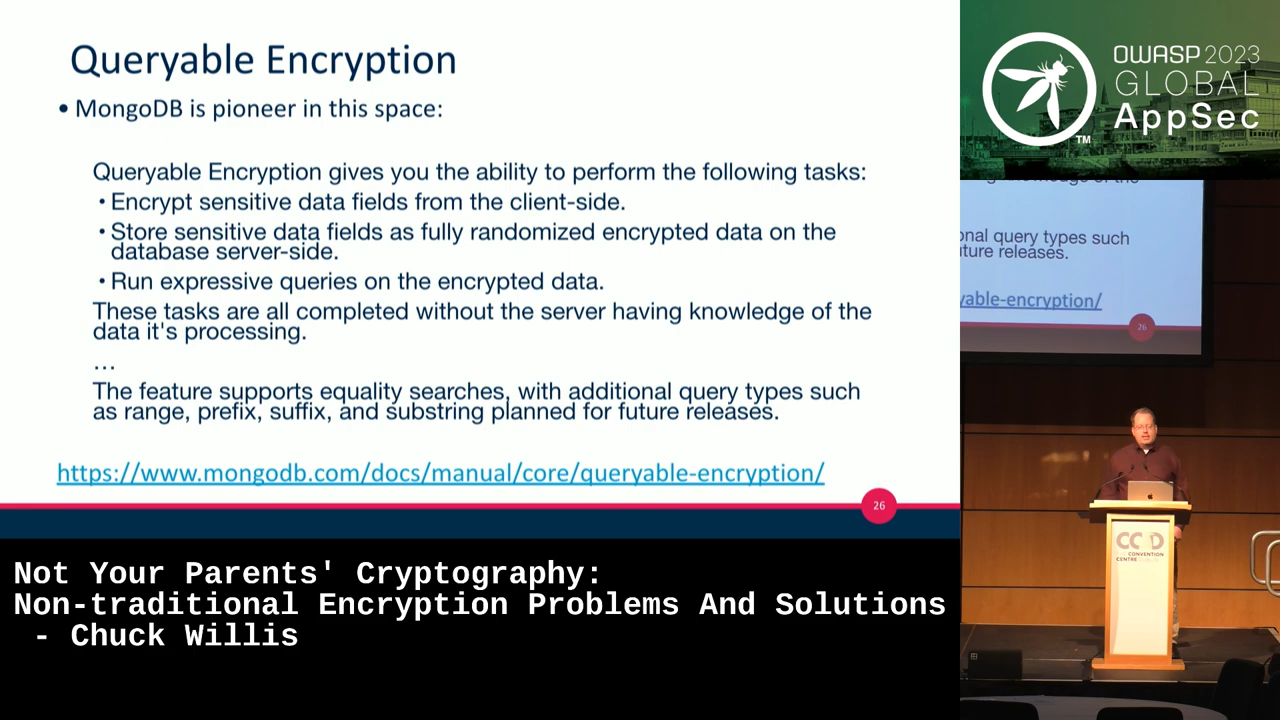 Queryable Encryption
• MongoDB is pioneer in this space:
Queryable Encryption gives you the ability to perform the following tasks:
• Encrypt sensitive data fields from the client-side.
• Store sensitive data fields as fully randomized encrypted data on the
database server-side.
• Run expressive queries on the encrypted data.
These tasks are all completed without the server having knowledge of the
data it's processing.
...
The feature supports equality searches, with additional query types such
as range, prefix, suffix, and substring planned for future releases.
https://www.mongodb.com/docs/manual/core/queryable-encryption/
26
OWASP 2023
GLOBAL
AppSec
TM
onal query types such
uture releases.
yable-encryption/
26
CONVENTION
CENTRE
Not Your Parents' Cryptography:
Non-traditional Encryption Problems And Solutions
- Chuck Willis